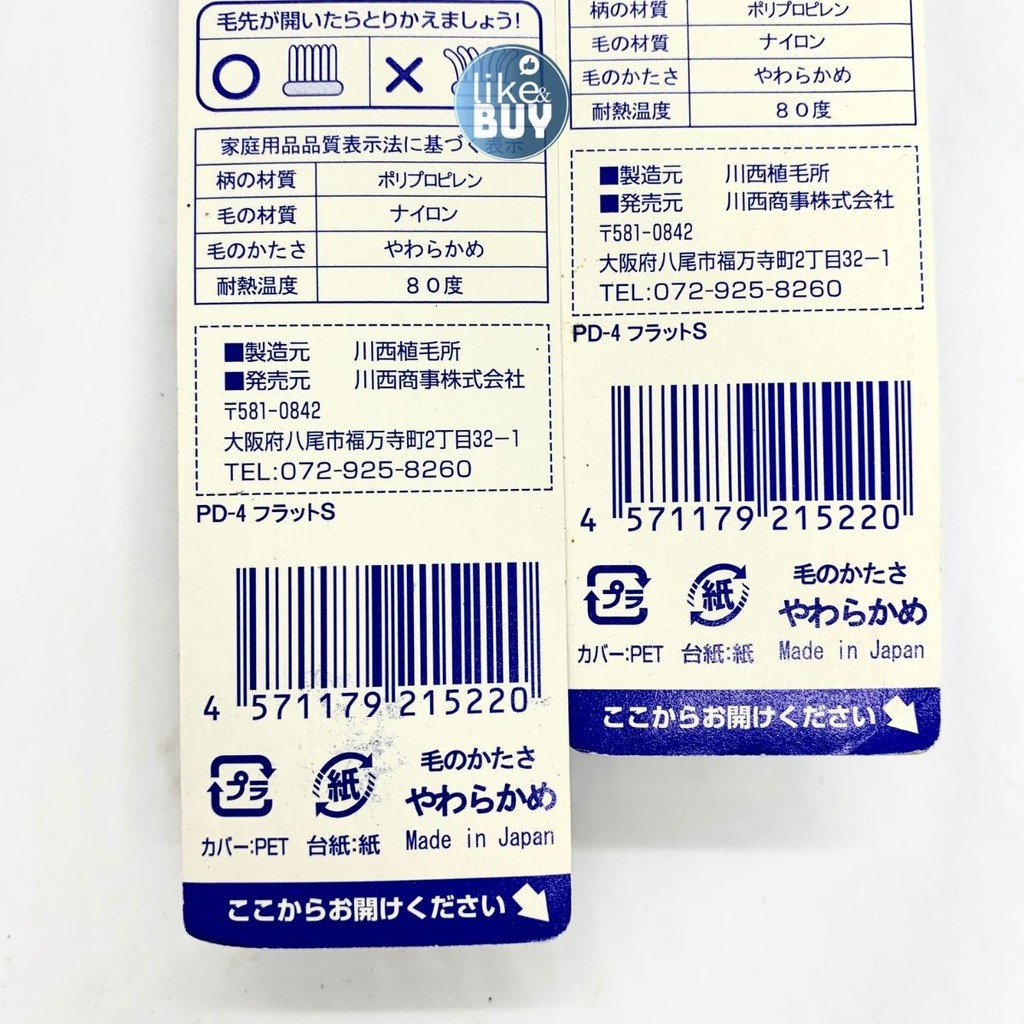 毛先が開いたらとりかえましょう!
like&
BUY
家庭用品品質表示法に基づく表示
柄の材質 ポリプロピレン
毛の材質 ナイロン
毛のかたさ やわらかめ
耐熱温度 80度
■製造元 川西植毛所
■発売元 川西商事株式会社
〒581-0842
大阪府八尾市福万寺町2丁目32-1
TEL:072-925-8260
PD-4 フラットS
4 571179 215220
プラ 紙 毛のかたさ
やわらかめ
カバー:PET 台紙:紙 Made in Japan
ここからお開けください
柄の材質 ポリプロピレン
毛の材質 ナイロン
毛のかたさ やわらかめ
耐熱温度 80度
■製造元 川西植毛所
■発売元 川西商事株式会社
〒581-0842
大阪府八尾市福万寺町2丁目32-1
TEL:072-925-8260
PD-4 フラットS
4 571179 215220
プラ 紙 毛のかたさ
やわらかめ
カバー:PET 台紙:紙 Made in Japan
ここからお開けください